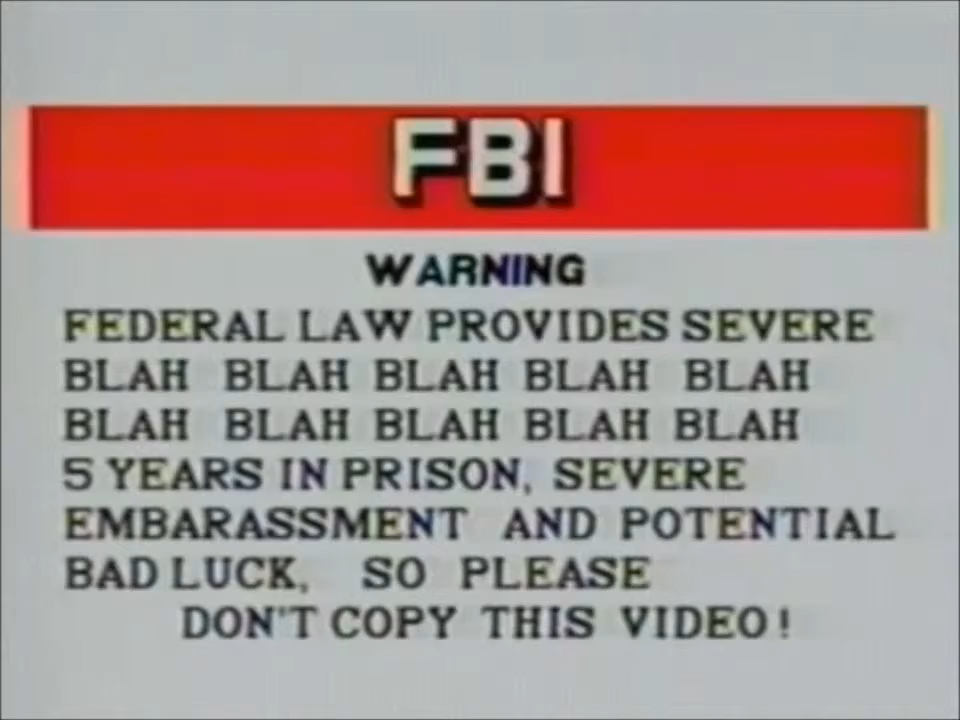 FBI
WARNING
FEDERAL LAW PROVIDES SEVERE
BLAH BLAH BLAH BLAH BLAH
BLAH BLAH BLAH BLAH BLAH
5 YEARS IN PRISON, SEVERE
EMBARASSMENT AND POTENTIAL
BAD LUCK, SO PLEASE
DON'T COPY THIS VIDEO!